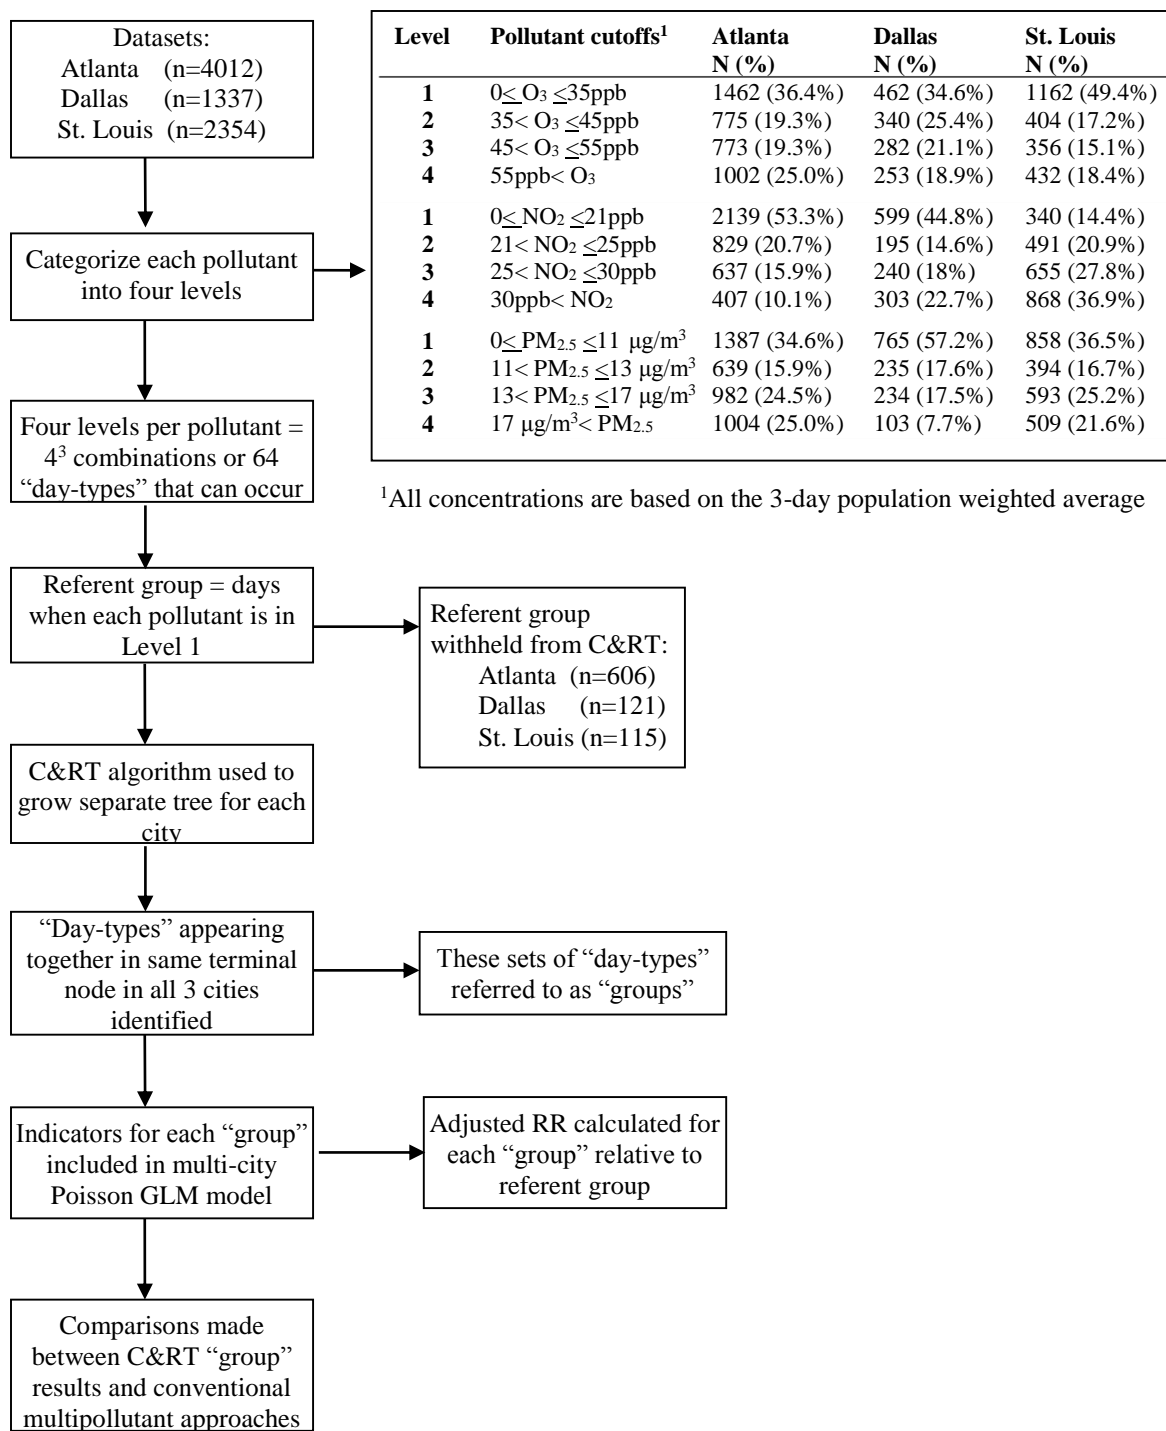 Datasets:
Atlanta (n=4012)
Dallas (n=1337)
St. Louis (n=2354)
Level Pollutant cutoffs¹ Atlanta Dallas St. Louis
N (%) N (%) N (%)
1 0≤ O₃ ≤35ppb 1462 (36.4%) 462 (34.6%) 1162 (49.4%)
2 35< O₃ ≤45ppb 775 (19.3%) 340 (25.4%) 404 (17.2%)
3 45< O₃ ≤55ppb 773 (19.3%) 282 (21.1%) 356 (15.1%)
4 55ppb< O₃ 1002 (25.0%) 253 (18.9%) 432 (18.4%)
1 0≤ NO₂ ≤21ppb 2139 (53.3%) 599 (44.8%) 340 (14.4%)
2 21< NO₂ ≤25ppb 829 (20.7%) 195 (14.6%) 491 (20.9%)
3 25< NO₂ ≤30ppb 637 (15.9%) 240 (18%) 655 (27.8%)
4 30ppb< NO₂ 407 (10.1%) 303 (22.7%) 868 (36.9%)
1 0≤ PM₂.₅ ≤11 μg/m³ 1387 (34.6%) 765 (57.2%) 858 (36.5%)
2 11< PM₂.₅ ≤13 μg/m³ 639 (15.9%) 235 (17.6%) 394 (16.7%)
3 13< PM₂.₅ ≤17 μg/m³ 982 (24.5%) 234 (17.5%) 593 (25.2%)
4 17 μg/m³< PM₂.₅ 1004 (25.0%) 103 (7.7%) 509 (21.6%)
¹All concentrations are based on the 3-day population weighted average
Categorize each pollutant
into four levels
Four levels per pollutant =
4³ combinations or 64
“day-types” that can occur
Referent group = days
when each pollutant is in
Level 1
Referent group
withheld from C&RT:
Atlanta (n=606)
Dallas (n=121)
St. Louis (n=115)
C&RT algorithm used to
grow separate tree for each
city
“Day-types” appearing
together in same terminal
node in all 3 cities
identified
These sets of “day-types”
referred to as “groups”
Indicators for each “group”
included in multi-city
Poisson GLM model
Adjusted RR calculated for
each “group” relative to
referent group
Comparisons made
between C&RT “group”
results and conventional
multipollutant approaches